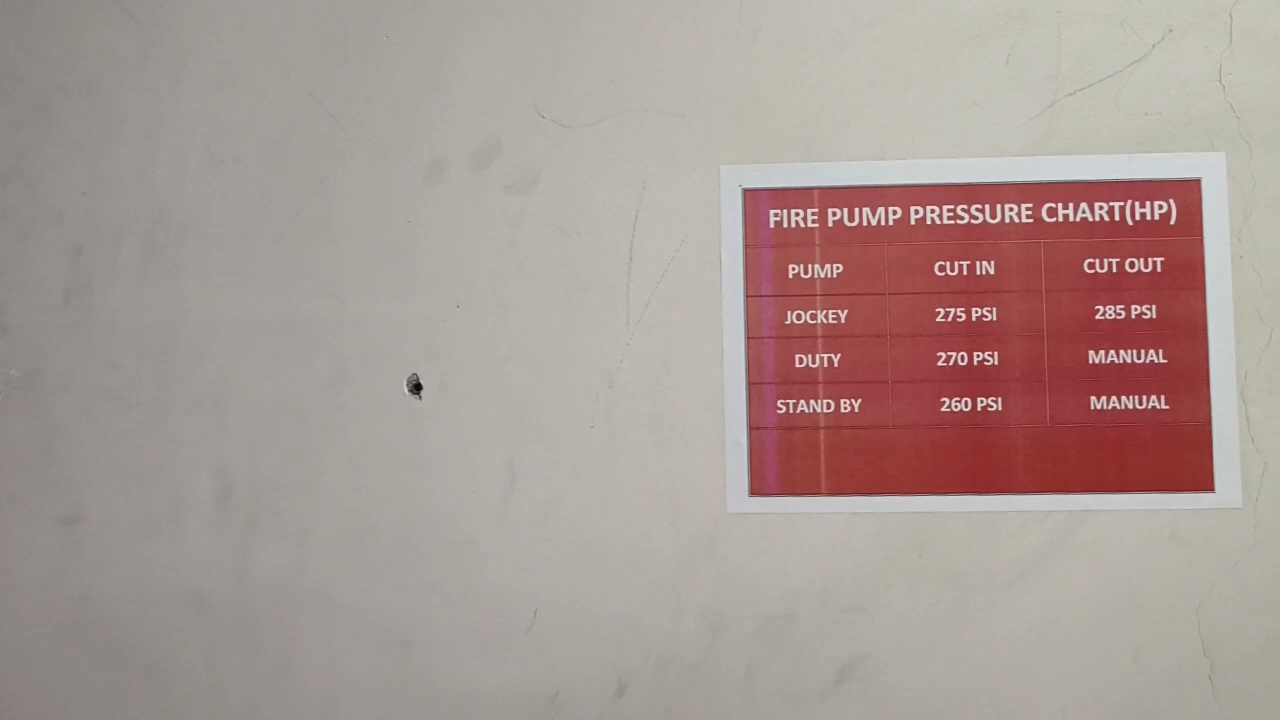 FIRE PUMP PRESSURE CHART(HP)
PUMP CUT IN CUT OUT
JOCKEY 275 PSI 285 PSI
DUTY 270 PSI MANUAL
STAND BY 260 PSI MANUAL